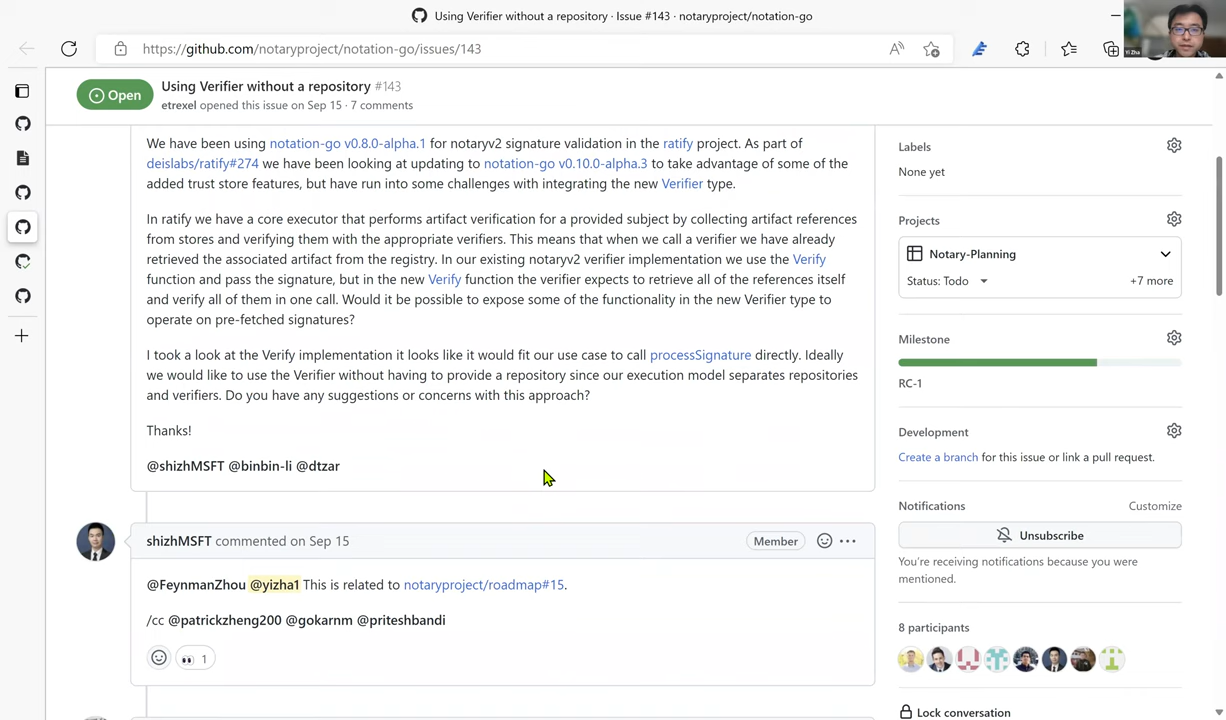 Using Verifier without a repository · Issue #143 · notaryproject/notation-go
https://github.com/notaryproject/notation-go/issues/143
Yi Zha
Open
Using Verifier without a repository #143
etrexel opened this issue on Sep 15 · 7 comments
We have been using notation-go v0.8.0-alpha.1 for notaryv2 signature validation in the ratify project. As part of
deislabs/ratify#274 we have been looking at updating to notation-go v0.10.0-alpha.3 to take advantage of some of the
added trust store features, but have run into some challenges with integrating the new Verifier type.
In ratify we have a core executor that performs artifact verification for a provided subject by collecting artifact references
from stores and verifying them with the appropriate verifiers. This means that when we call a verifier we have already
retrieved the associated artifact from the registry. In our existing notaryv2 verifier implementation we use the Verify
function and pass the signature, but in the new Verify function the verifier expects to retrieve all of the references itself
and verify all of them in one call. Would it be possible to expose some of the functionality in the new Verifier type to
operate on pre-fetched signatures?
I took a look at the Verify implementation it looks like it would fit our use case to call processSignature directly. Ideally
we would like to use the Verifier without having to provide a repository since our execution model separates repositories
and verifiers. Do you have any suggestions or concerns with this approach?
Thanks!
@shizhMSFT @binbin-li @dtzar
shizhMSFT commented on Sep 15
Member
@FeynmanZhou @yizha1 This is related to notaryproject/roadmap#15.
/cc @patrickzheng200 @gokarnm @priteshbandi
1
Labels
None yet
Projects
Notary-Planning
Status: Todo
+7 more
Milestone
RC-1
Development
Create a branch for this issue or link a pull request.
Notifications
Customize
Unsubscribe
You're receiving notifications because you were
mentioned.
8 participants
Lock conversation